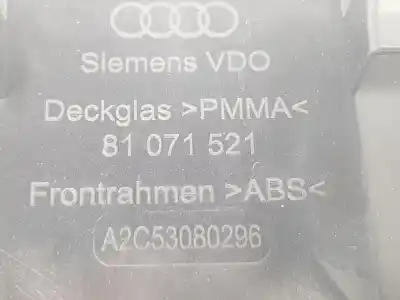 Siemens VDO
Deckglas >PMMA<
81 071 521
Frontrahmen >ABS<
A2C53080296